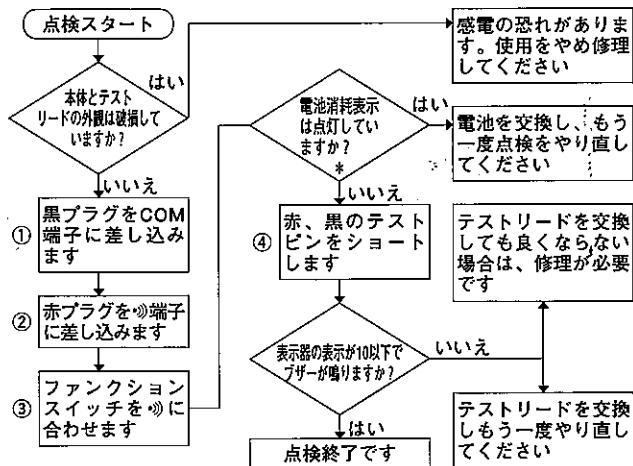 点検スタート
はい
本体とテスト
リードの外観は破損して
いますか?
いいえ
感電の恐れがありま
す。使用をやめ修理
してください
①
黒プラグをCOM
端子に差し込み
ます
②
赤プラグを•)))端子
に差し込みます
③
ファンクション
スイッチを•)))に
合わせます
電池消耗表示
は点灯してい
ますか?
*
はい
電池を交換し、もう
一度点検をやり直し
てください
いいえ
④
赤、黒のテスト
ピンをショート
します
表示器の表示が10以下で
ブザーが鳴りますか?
いいえ
テストリードを交換
しても良くならない
場合は、修理が必要
です
テストリードを交換
しもう一度やり直し
てください
はい
点検終了です